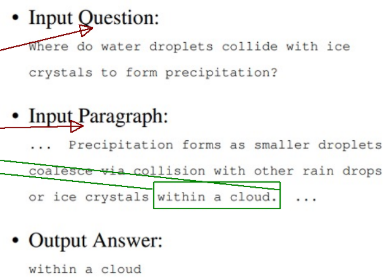 • Input Question:
Where do water droplets collide with ice
crystals to form precipitation?
• Input Paragraph:
... Precipitation forms as smaller droplets
coalesce via collision with other rain drops
or ice crystals within a cloud. ...
• Output Answer:
within a cloud